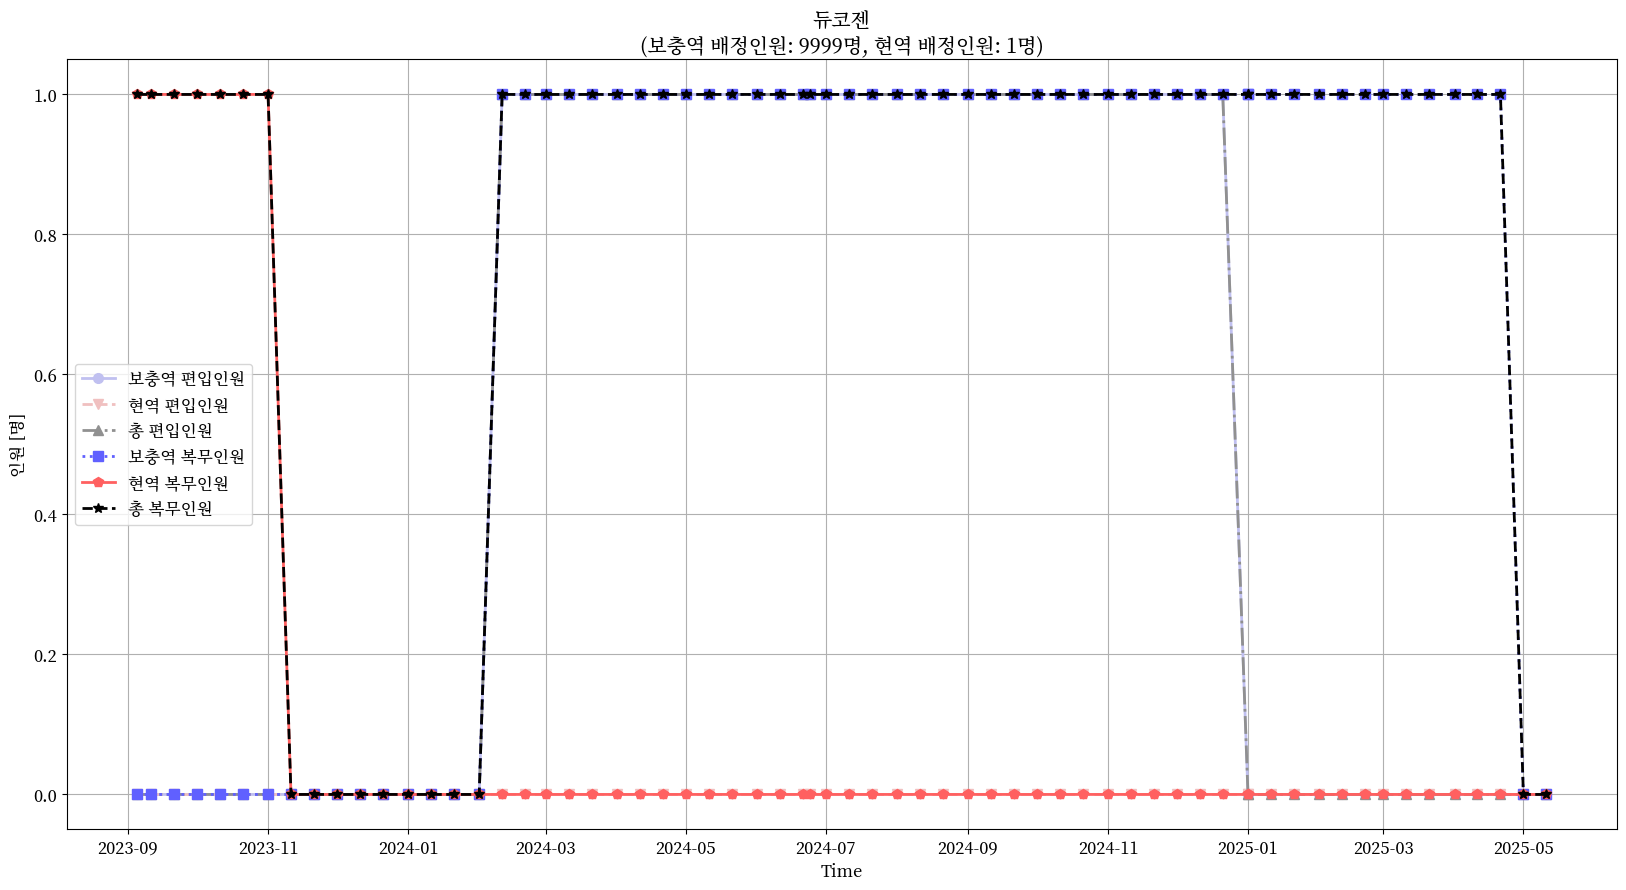 듀코젠
(보충역 배정인원: 9999명, 현역 배정인원: 1명)
인원 [명]
1.0
0.8
0.6
0.4
0.2
0.0
보충역 편입인원
현역 편입인원
총 편입인원
보충역 복무인원
현역 복무인원
총 복무인원
2023-09
2023-11
2024-01
2024-03
2024-05
2024-07
2024-09
2024-11
2025-01
2025-03
2025-05
Time